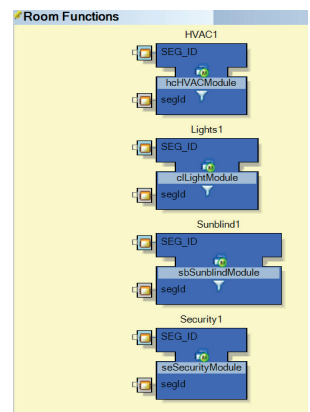 Room Functions
HVAC1
SEG_ID
hcHVACModule
segId
Lights1
SEG_ID
clLightModule
segId
Sunblind1
SEG_ID
sbSunblindModule
segId
Security1
SEG_ID
seSecurityModule
segId